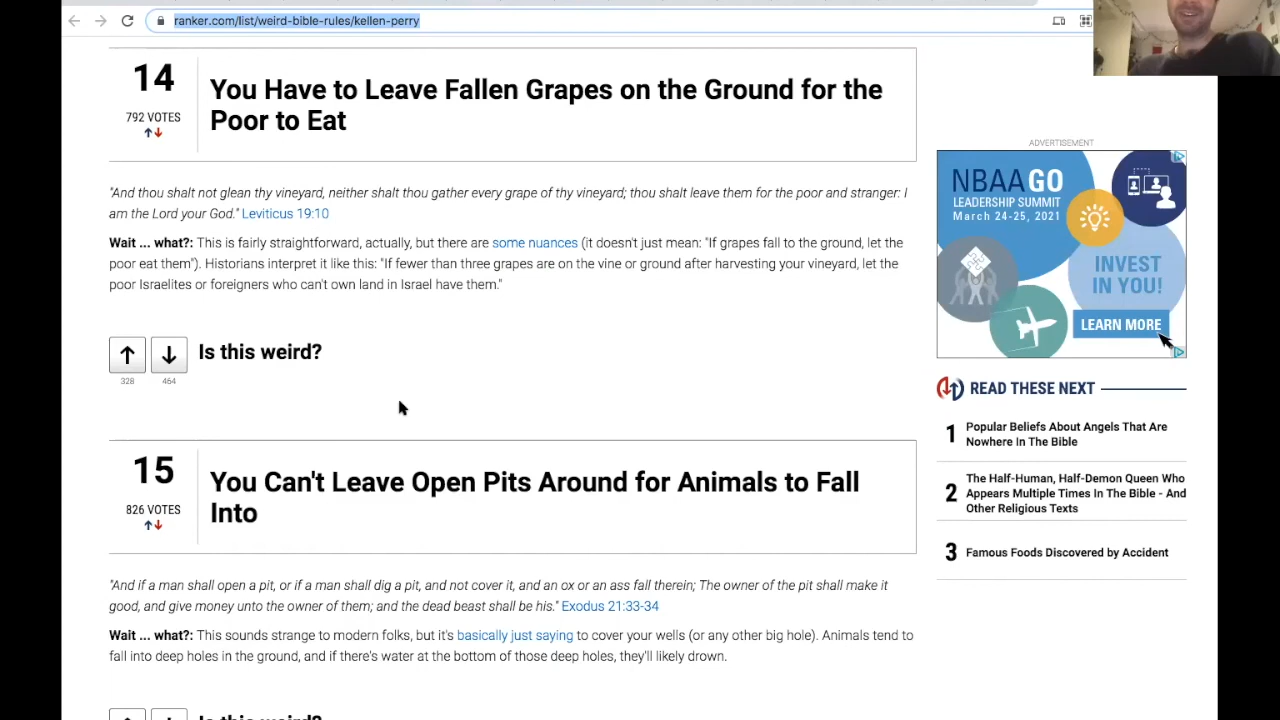 ranker.com/list/weird-bible-rules/kellen-perry
14
792 VOTES
You Have to Leave Fallen Grapes on the Ground for the
Poor to Eat
"And thou shalt not glean thy vineyard, neither shalt thou gather every grape of thy vineyard; thou shalt leave them for the poor and stranger: I
am the Lord your God." Leviticus 19:10
Wait ... what?: This is fairly straightforward, actually, but there are some nuances (it doesn't just mean: "If grapes fall to the ground, let the
poor eat them"). Historians interpret it like this: "If fewer than three grapes are on the vine or ground after harvesting your vineyard, let the
poor Israelites or foreigners who can't own land in Israel have them."
Is this weird?
328
464
15
826 VOTES
You Can't Leave Open Pits Around for Animals to Fall
Into
"And if a man shall open a pit, or if a man shall dig a pit, and not cover it, and an ox or an ass fall therein; The owner of the pit shall make it
good, and give money unto the owner of them; and the dead beast shall be his." Exodus 21:33-34
Wait ... what?: This sounds strange to modern folks, but it's basically just saying to cover your wells (or any other big hole). Animals tend to
fall into deep holes in the ground, and if there's water at the bottom of those deep holes, they'll likely drown.
Is this weird?
ADVERTISEMENT
NBAA GO
LEADERSHIP SUMMIT
March 24-25, 2021
INVEST
IN YOU!
LEARN MORE
READ THESE NEXT
1
Popular Beliefs About Angels That Are
Nowhere In The Bible
2
The Half-Human, Half-Demon Queen Who
Appears Multiple Times In The Bible - And
Other Religious Texts
3
Famous Foods Discovered by Accident